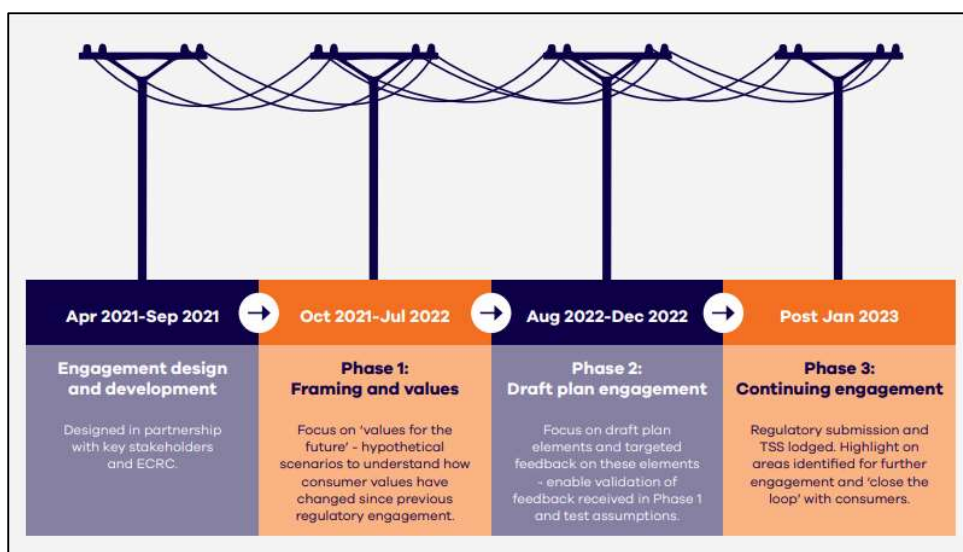 Apr 2021-Sep 2021
Engagement design
and development
Designed in partnership
with key stakeholders
and ECRC.
Oct 2021-Jul 2022
Phase 1:
Framing and values
Focus on ‘values for the
future’ - hypothetical
scenarios to understand how
consumer values have
changed since previous
regulatory engagement.
Aug 2022-Dec 2022
Phase 2:
Draft plan engagement
Focus on draft plan
elements and targeted
feedback on these elements
- enable validation of
feedback received in Phase 1
and test assumptions.
Post Jan 2023
Phase 3:
Continuing engagement
Regulatory submission and
TSS lodged. Highlight on
areas identified for further
engagement and ‘close the
loop’ with consumers.